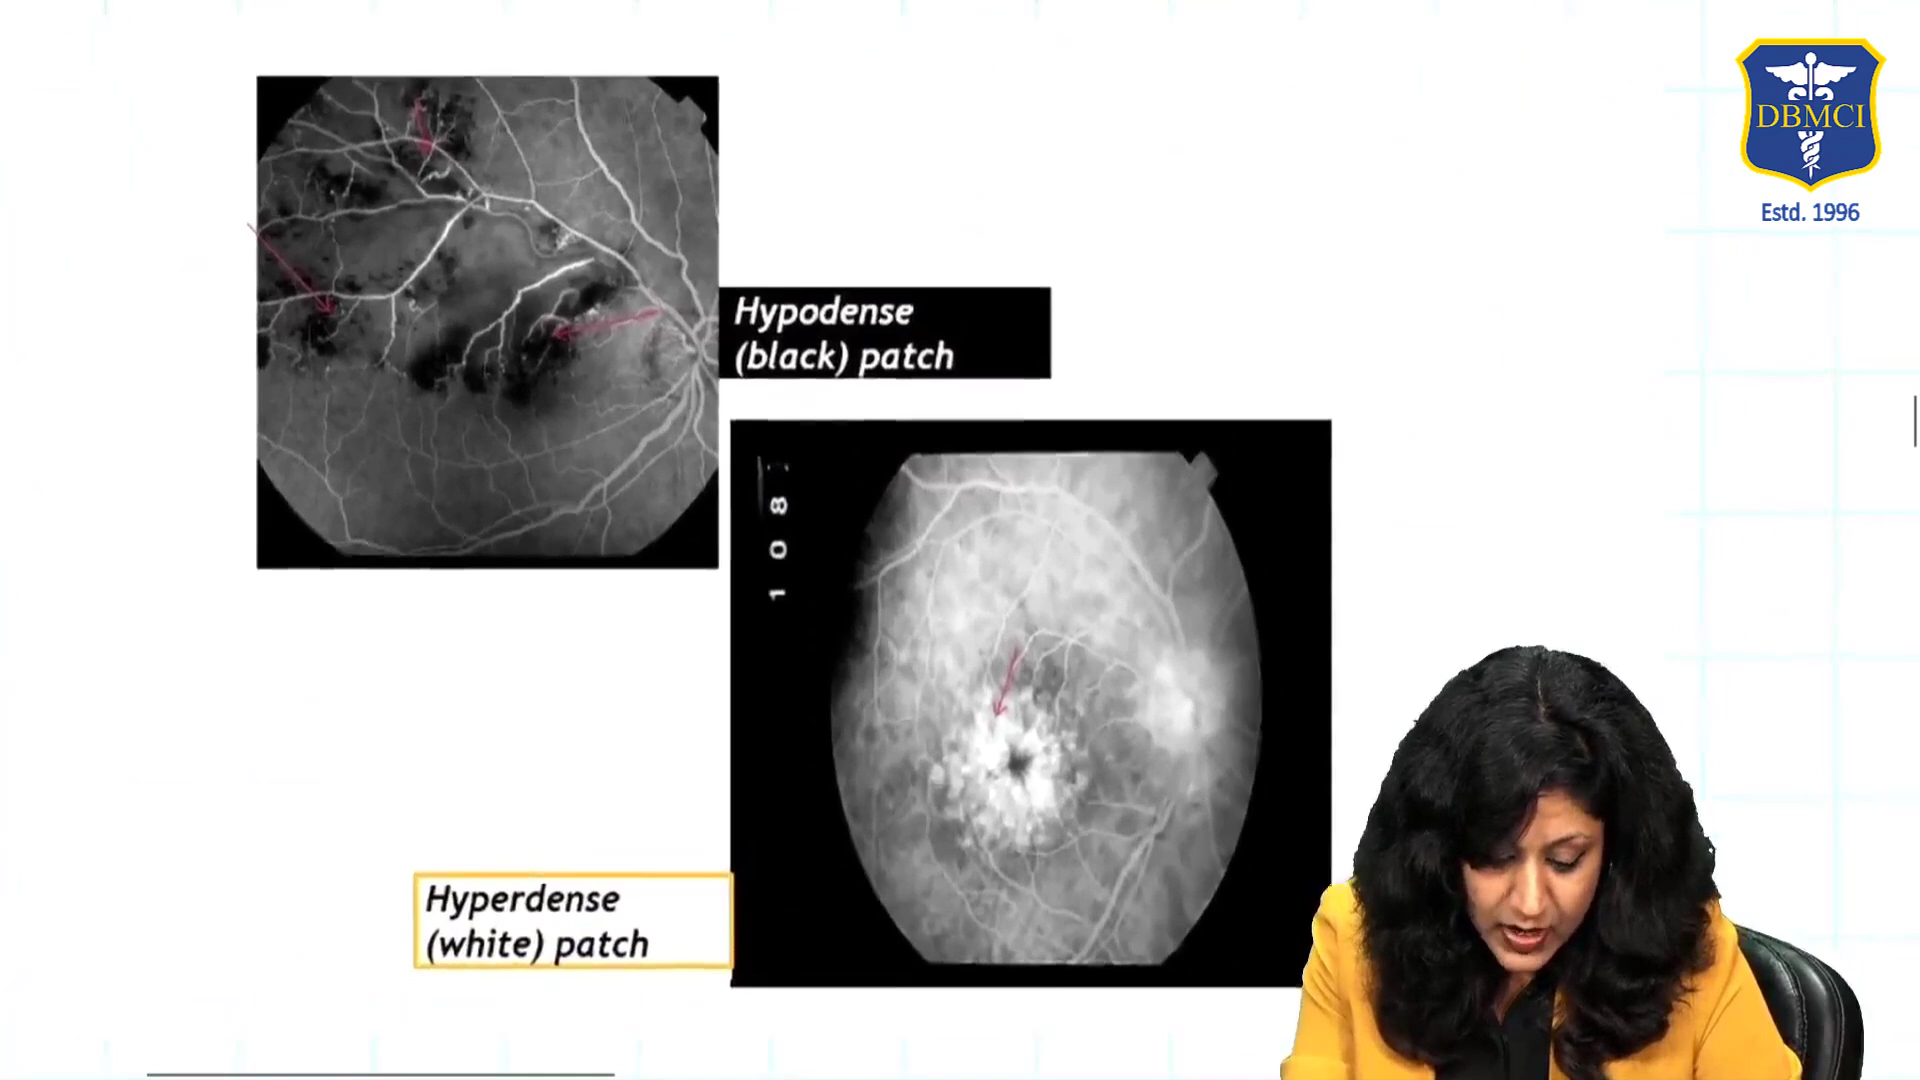 DBMCI
Estd. 1996
Hypodense
(black) patch
1 0 8
Hyperdense
(white) patch